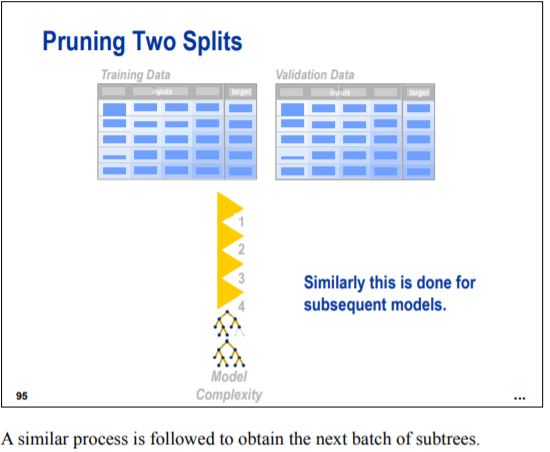 Pruning Two Splits
Training Data
Validation Data
inputs
target
inputs
target
1
2
3
4
Similarly this is done for
subsequent models.
Model
Complexity
95
...
A similar process is followed to obtain the next batch of subtrees.